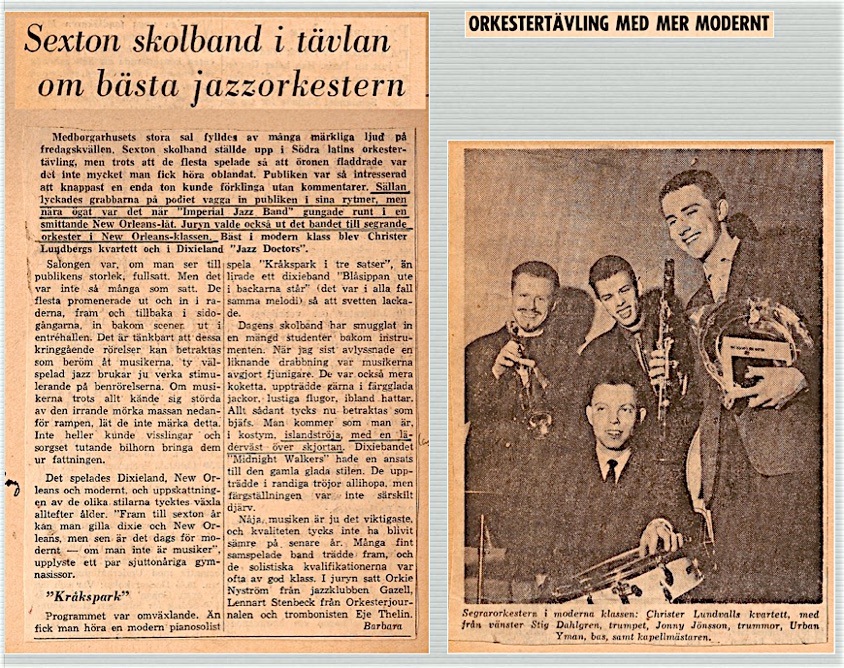 Sexton skolband i tävlan
om bästa jazzorkestern
Medborgarhusets stora sal fylldes av många märkliga ljud på
fredagskvällen. Sexton skolband ställde upp i Södra latins orkester-
tävling, men trots att de flesta spelade så att öronen fladdrade var
det inte mycket man fick höra oblandat. Publiken var så intresserad
att knappast en enda ton kunde förklinga utan kommentarer. Sällan
lyckades grabbarna på podiet vagga in publiken i sina rytmer, men
nära ögat var det när "Imperial Jazz Band" gungade runt i en
smittande New Orleans-låt. Juryn valde också ut det bandet till segrande
orkester i New Orleans-klassen. Bäst i modern klass blev Christer
Lundbergs kvartett och i Dixieland "Jazz Doctors".
Salongen var, om man ser till
publikens storlek, fullsatt. Men det
var inte så många som satt. De
flesta promenerade ut och in i ra-
derna, fram och tillbaka i sido-
gångarna, in bakom scenen ut i
entréhallen. Det är tänkbart att dessa
kringgående rörelser kan betraktas
som beröm åt musikerna, ty väl-
spelad jazz brukar ju verka stimu-
lerande på benrörelserna. Om musi-
kerna trots allt kände sig störda
av den irrande mörka massan nedan-
för rampen, lät de inte märka detta.
Inte heller kunde visslingar och
sorgset tutande bilhorn bringa dem
ur fattningen.
Det spelades Dixieland, New Or-
leans och modernt, och uppskattning-
en av de olika stilarna tycktes växla
alltefter ålder. "Fram till sexton år
kan man gilla dixie och New Or-
leans, men sen är det dags för mo-
dernt — om man inte är musiker",
upplyste ett par sjuttonåriga gym-
nasissor.
"Kråkspark"
Programmet var omväxlande. Än
fick man höra en modern pianosolist
spela "Kråkspark i tre satser", än
lirade ett dixieband "Blåsippan ute
i backarna står" (det var i alla fall
samma melodi) så att svetten lacka-
de.
Dagens skolbånd har smugglat in
en mängd studenter bakom instru-
menten. När jag sist avlyssnade en
liknande drabbning var musikerna
avgjort fjunigare. De var också mera
koketta, uppträdde gärna i färgglada
jackor, lustiga flugor, ibland hattar.
Allt sådant tycks nu betraktas som
bjäfs. Man kommer som man är,
i kostym, islandströja, med en lä-
derväst över skjortan. Dixiebandet
"Midnight Walkers" hade en ansats
till den gamla glada stilen. De upp-
trädde i randiga tröjor allihopa, men
färgställningen var inte särskilt
djärv.
Nåja, musiken är ju det viktigaste,
och kvaliteten tycks inte ha blivit
sämre på senare år. Många fint
samspelade band trädde fram, och
de solistiska kvalifikationerna var
ofta av god klass. I juryn satt Orkie
Nyström från jazzklubben Gazell,
Lennart Stenbeck från Orkesterjour-
nalen och trombonisten Eje Thelin.
Barbara
ORKESTERTÄVLING MED MER MODERNT
Segrarorkestern i moderna klassen: Christer Lundvalls kvartett, med
från vänster Stig Dahlgren, trumpet, Jonny Jönsson, trummor, Urban
Yman, bas, samt kapellmästaren.